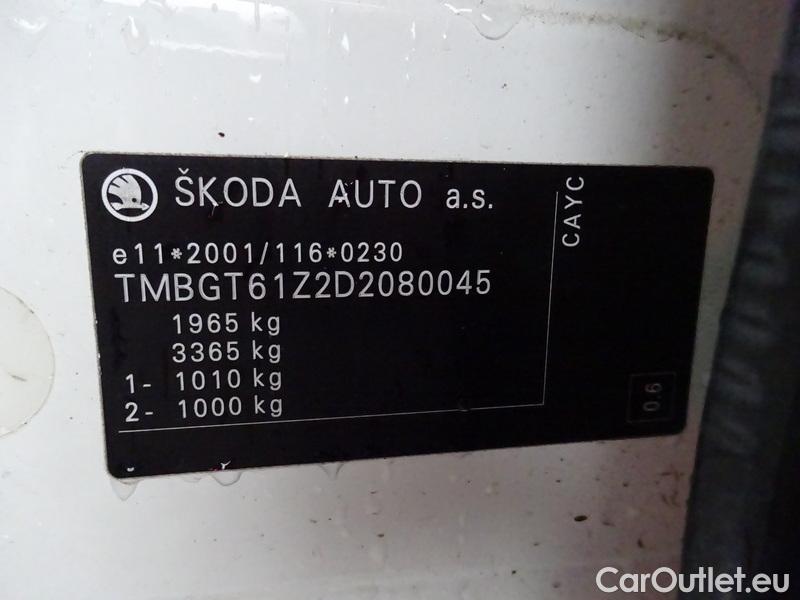 ŠKODA AUTO a.s.
e11*2001/116*0230
TMBGT61Z2D2080045
1965 kg
3365 kg
1- 1010 kg
2- 1000 kg
CAYC
0.6
CarOutlet.eu